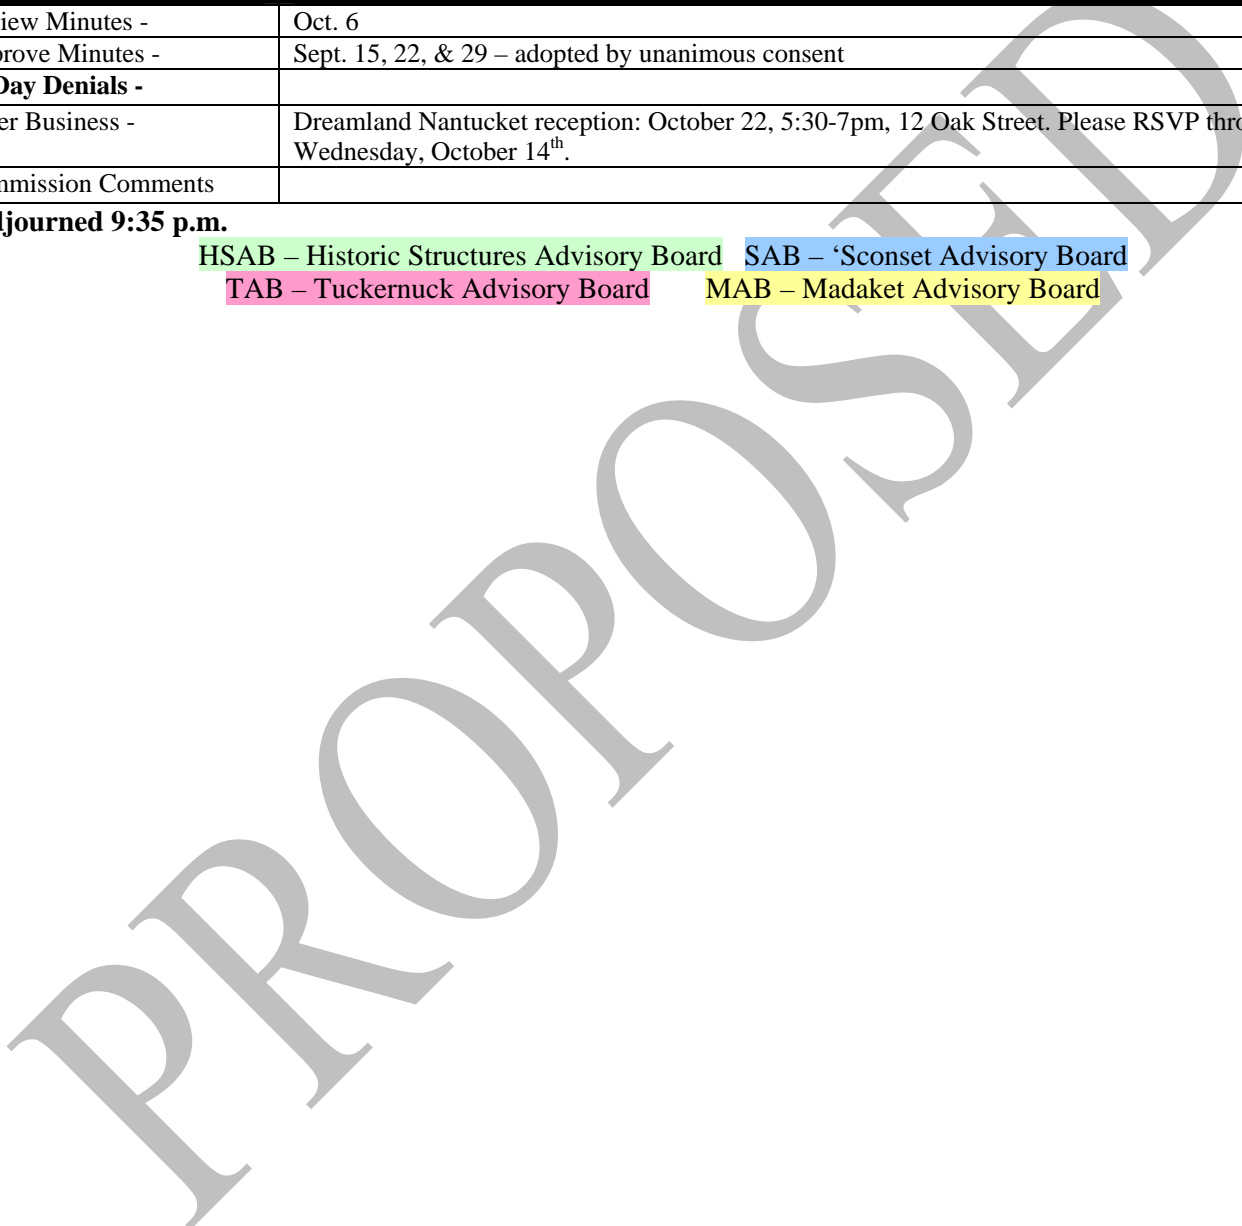 iew Minutes - Oct. 6
prove Minutes - Sept. 15, 22, & 29 – adopted by unanimous consent
Day Denials -
er Business - Dreamland Nantucket reception: October 22, 5:30-7pm, 12 Oak Street. Please RSVP thro
Wednesday, October 14th.
mmission Comments
ljourned 9:35 p.m.
HSAB – Historic Structures Advisory Board SAB – ‘Sconset Advisory Board
TAB – Tuckernuck Advisory Board MAB – Madaket Advisory Board
PROPOSED